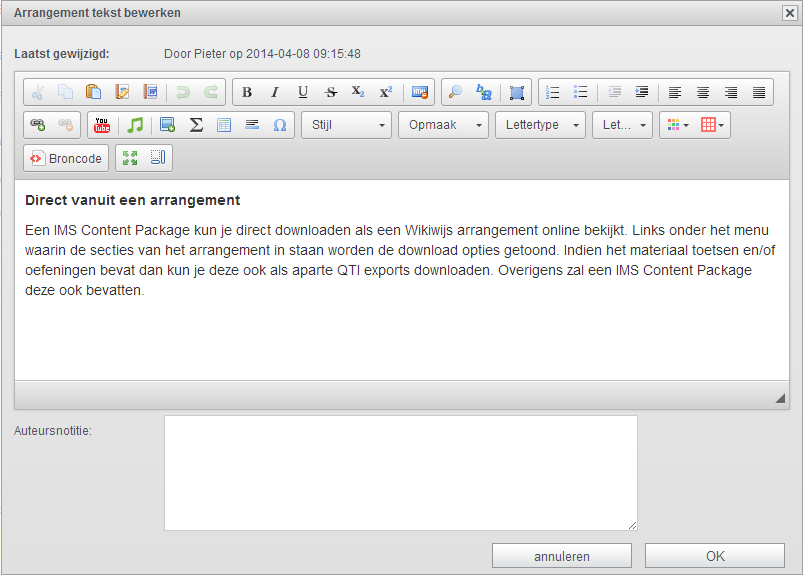 Arrangement tekst bewerken
Laatst gewijzigd: Door Pieter op 2014-04-08 09:15:48
B I U S X₂ X²
You Tube Σ Ω Stijl Opmaak Lettertype Let...
Broncode
Direct vanuit een arrangement
Een IMS Content Package kun je direct downloaden als een Wikiwijs arrangement online bekijkt. Links onder het menu
waarin de secties van het arrangement in staan worden de download opties getoond. Indien het materiaal toetsen en/of
oefeningen bevat dan kun je deze ook als aparte QTI exports downloaden. Overigens zal een IMS Content Package
deze ook bevatten.
Auteursnotitie:
annuleren OK